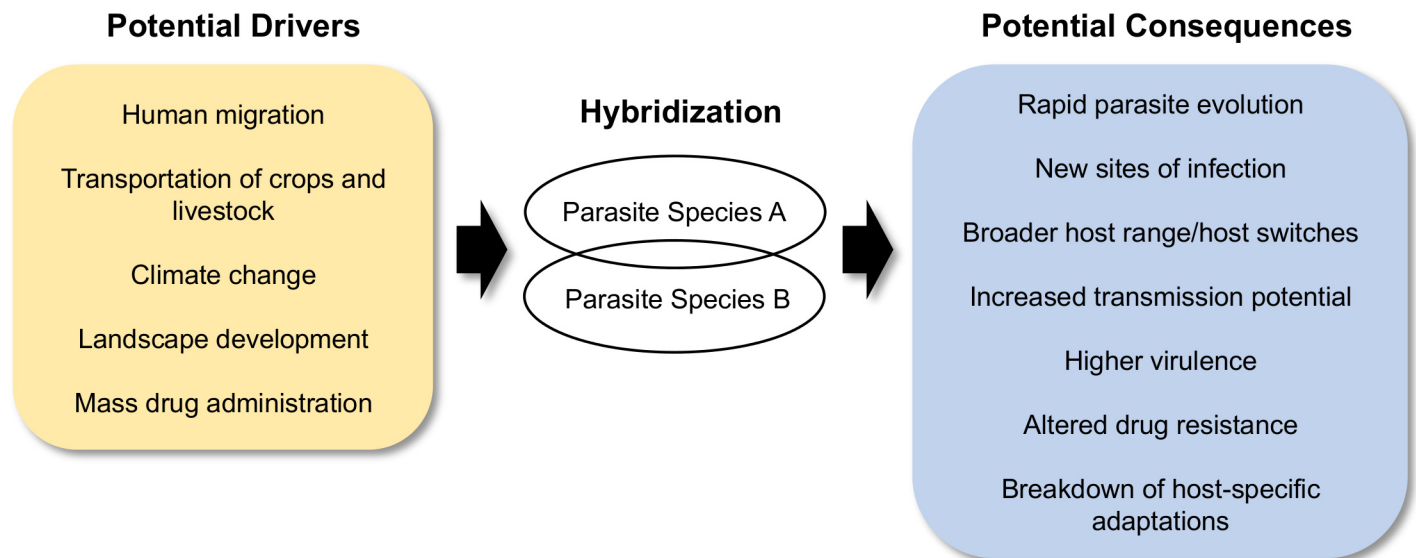 Potential Drivers
Human migration
Transportation of crops and
livestock
Climate change
Landscape development
Mass drug administration
Hybridization
Parasite Species A
Parasite Species B
Potential Consequences
Rapid parasite evolution
New sites of infection
Broader host range/host switches
Increased transmission potential
Higher virulence
Altered drug resistance
Breakdown of host-specific
adaptations